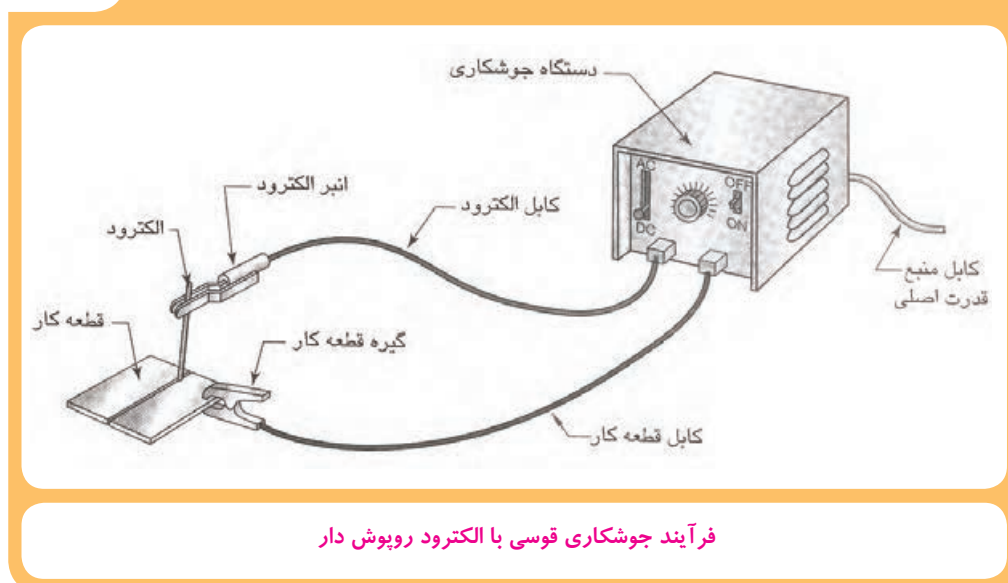 دستگاه جوشکاری
AC
DC
OFF
ON
انبر الکترود
کابل الکترود
الکترود
کابل منبع
قدرت اصلی
قطعه کار
گیره قطعه کار
کابل قطعه کار
فرآیند جوشکاری قوسی با الکترود روپوش دار